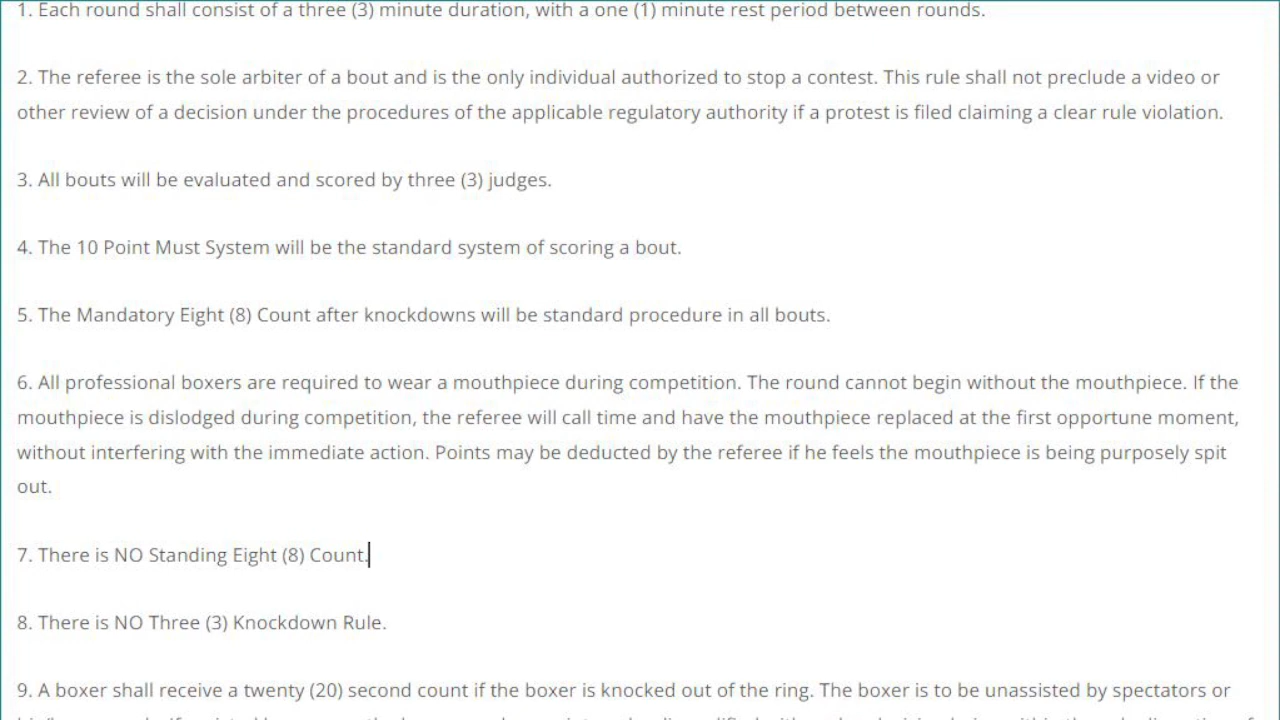 1. Each round shall consist of a three (3) minute duration, with a one (1) minute rest period between rounds.
2. The referee is the sole arbiter of a bout and is the only individual authorized to stop a contest. This rule shall not preclude a video or
other review of a decision under the procedures of the applicable regulatory authority if a protest is filed claiming a clear rule violation.
3. All bouts will be evaluated and scored by three (3) judges.
4. The 10 Point Must System will be the standard system of scoring a bout.
5. The Mandatory Eight (8) Count after knockdowns will be standard procedure in all bouts.
6. All professional boxers are required to wear a mouthpiece during competition. The round cannot begin without the mouthpiece. If the
mouthpiece is dislodged during competition, the referee will call time and have the mouthpiece replaced at the first opportune moment,
without interfering with the immediate action. Points may be deducted by the referee if he feels the mouthpiece is being purposely spit
out.
7. There is NO Standing Eight (8) Count.
8. There is NO Three (3) Knockdown Rule.
9. A boxer shall receive a twenty (20) second count if the boxer is knocked out of the ring. The boxer is to be unassisted by spectators or